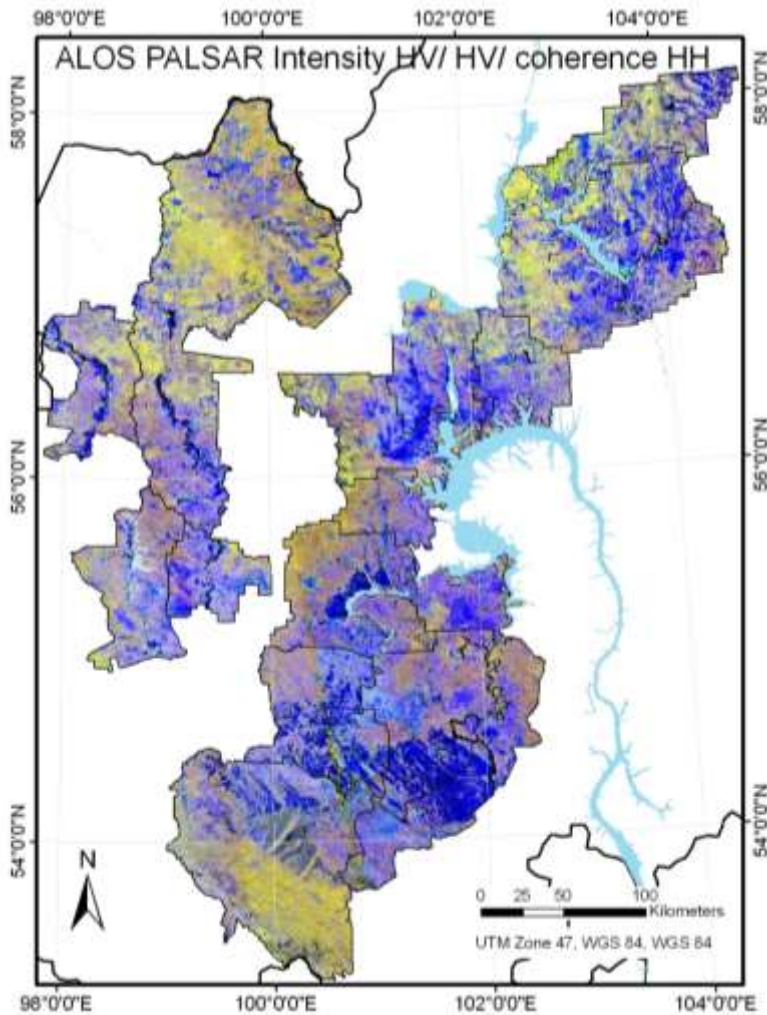 98°0'0"E 100°0'0"E 102°0'0"E 104°0'0"E
ALOS PALSAR Intensity HV/ HV/ coherence HH
58°0'0"N 58°0'0"N
56°0'0"N 56°0'0"N
54°0'0"N 54°0'0"N
N
0 25 50 100
Kilometers
UTM Zone 47, WGS 84, WGS 84
98°0'0"E 100°0'0"E 102°0'0"E 104°0'0"E